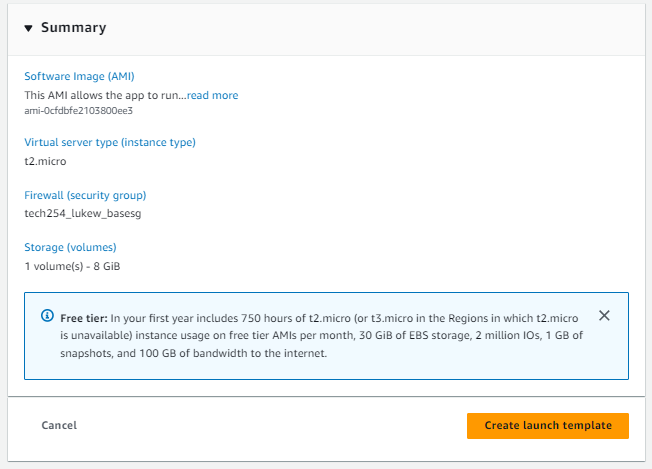 Summary
Software Image (AMI)
This AMI allows the app to run...read more
ami-0cfdbfe2103800ee3
Virtual server type (instance type)
t2.micro
Firewall (security group)
tech254_lukew_basesg
Storage (volumes)
1 volume(s) - 8 GiB
Free tier: In your first year includes 750 hours of t2.micro (or t3.micro in the Regions in which t2.micro
is unavailable) instance usage on free tier AMIs per month, 30 GiB of EBS storage, 2 million IOs, 1 GB of
snapshots, and 100 GB of bandwidth to the internet.
Cancel
Create launch template